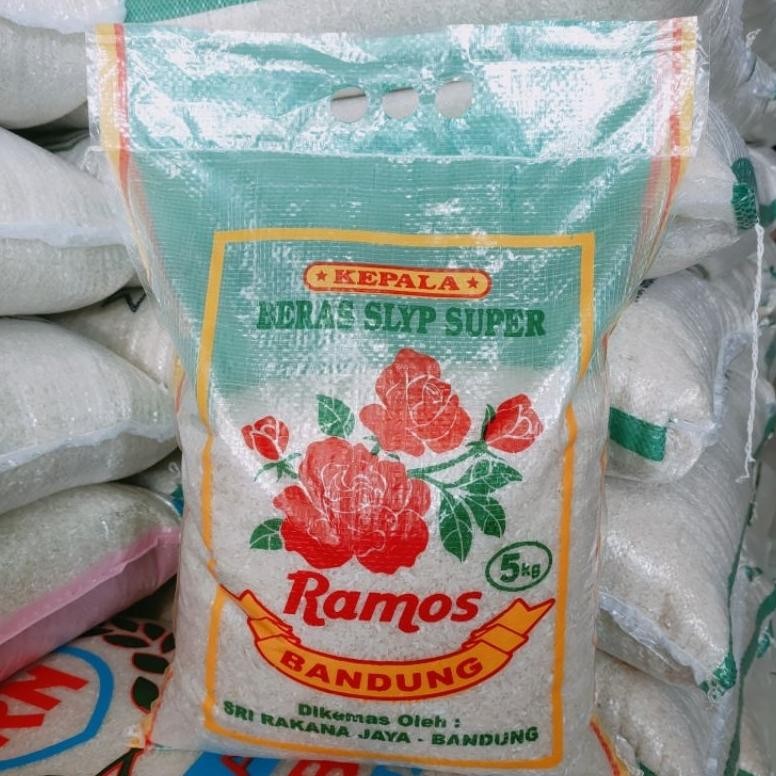 ★ KEPALA ★
BERAS SLYP SUPER
5kg
Ramos
BANDUNG
Dikemas Oleh :
SRI RAKANA JAYA - BANDUNG